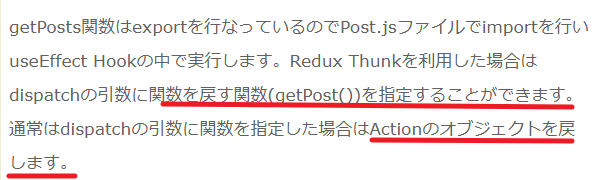 getPosts関数はexportを行なっているのでPost.jsファイルでimportを行い
useEffect Hookの中で実行します。Redux Thunkを利用した場合は
dispatchの引数に関数を戻す関数(getPost())を指定することができます。
通常はdispatchの引数に関数を指定した場合はActionのオブジェクトを戻
します。